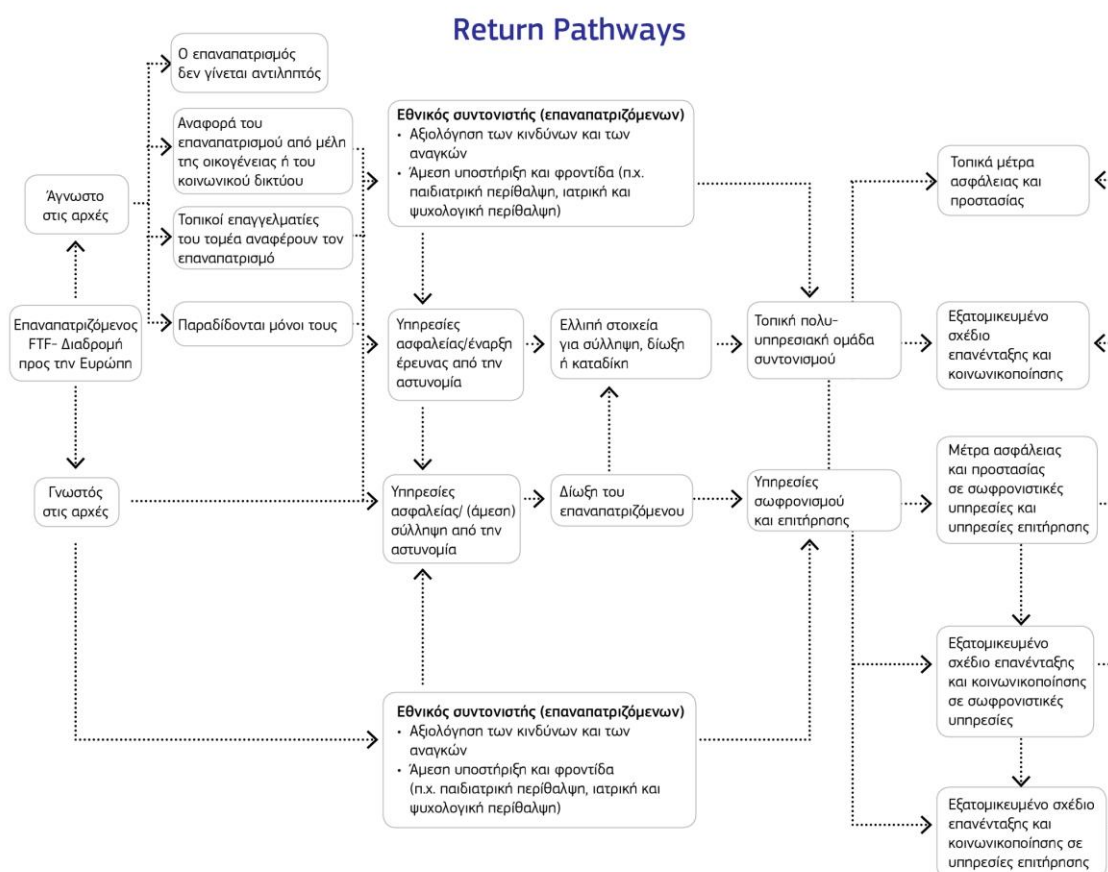 Return Pathways
Ο επαναπατρισμός
δεν γίνεται αντιληπτός
Αναφορά του
επαναπατρισμού από μέλη
της οικογένειας ή του
κοινωνικού δικτύου
Άγνωστο
στις αρχές
Τοπικοί επαγγελματίες
του τομέα αναφέρουν τον
επαναπατρισμό
Επαναπατριζόμενος
FTF- Διαδρομή
προς την Ευρώπη
Παραδίδονται μόνοι τους
Γνωστός
στις αρχές
Εθνικός συντονιστής (επαναπατριζόμενων)
• Αξιολόγηση των κινδύνων και των
αναγκών
• Άμεση υποστήριξη και φροντίδα (π.χ.
παιδιατρική περίθαλψη, ιατρική και
ψυχολογική περίθαλψη)
Υπηρεσίες
ασφαλείας/έναρξη
έρευνας από την
αστυνομία
Ελλιπή στοιχεία
για σύλληψη, δίωξη
ή καταδίκη
Τοπική πολυ-
υπηρεσιακή ομάδα
συντονισμού
Υπηρεσίες
ασφαλείας/ (άμεση)
σύλληψη από την
αστυνομία
Δίωξη του
επαναπατριζόμενου
Υπηρεσίες
σωφρονισμού
και επιτήρησης
Εθνικός συντονιστής (επαναπατριζόμενων)
• Αξιολόγηση των κινδύνων και των
αναγκών
• Άμεση υποστήριξη και φροντίδα
(π.χ. παιδιατρική περίθαλψη, ιατρική και
ψυχολογική περίθαλψη)
Τοπικά μέτρα
ασφάλειας και
προστασίας
Εξατομικευμένο
σχέδιο
επανένταξης και
κοινωνικοποίησης
Μέτρα ασφάλειας
και προστασίας
σε σωφρονιστικές
υπηρεσίες και
υπηρεσίες επιτήρησης
Εξατομικευμένο
σχέδιο επανένταξης
και κοινωνικοποίησης
σε σωφρονιστικές
υπηρεσίες
Εξατομικευμένο σχέδιο
επανένταξης και
κοινωνικοποίησης σε
υπηρεσίες επιτήρησης